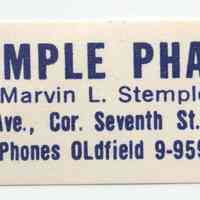 MPLE PHA
Marvin L. Stemple
Ave., Cor. Seventh St.
Phones OLdfield 9-959